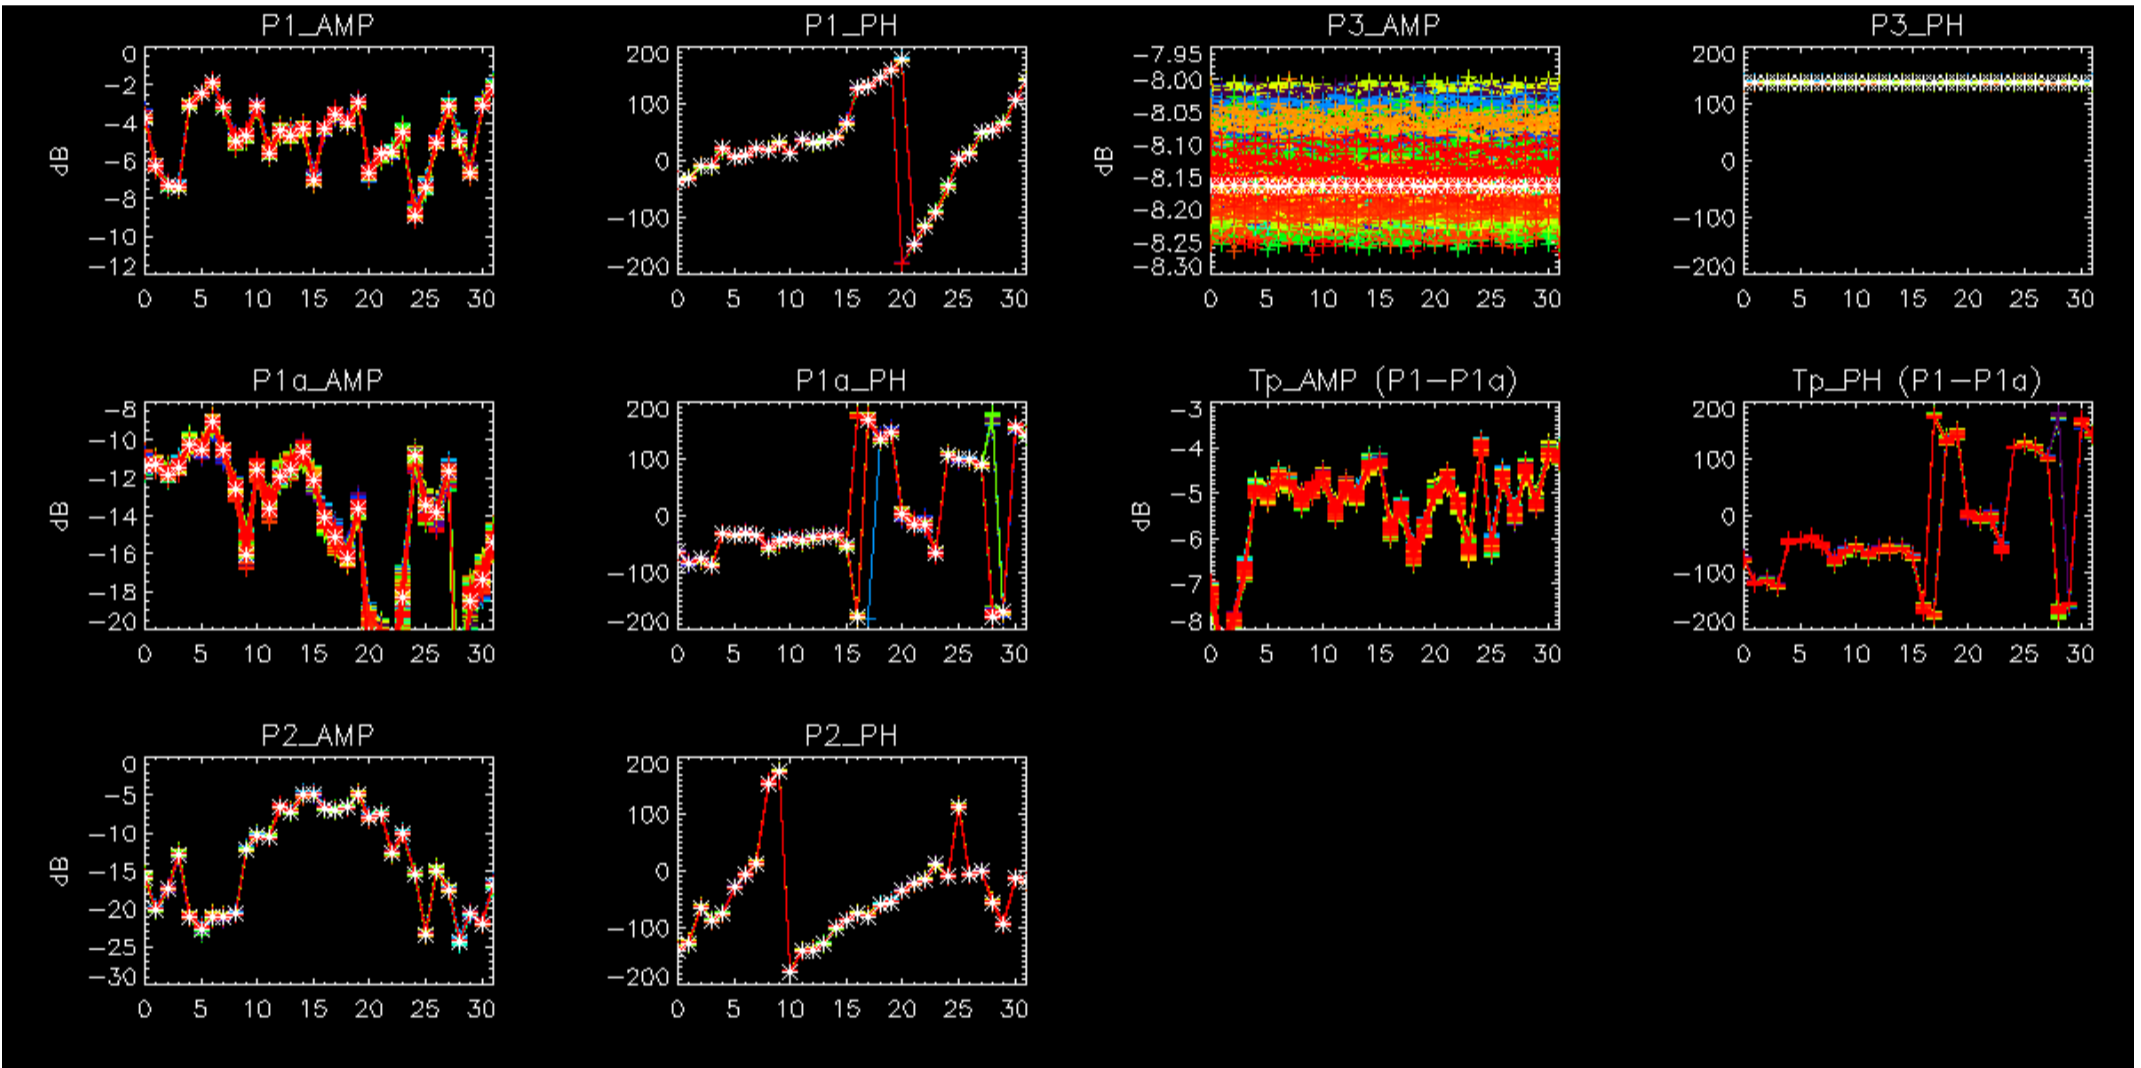 P1_AMP P1_PH P3_AMP P3_PH
0 200 -7.95 200
-2 -8.00
100 100
-4 -8.05
-6 0 -8.10 0
dB dB -8.15
-8 -100 -8.20 -100
-10 -8.25
-12 -200 -8.30 -200
0 5 10 15 20 25 30 0 5 10 15 20 25 30 0 5 10 15 20 25 30 0 5 10 15 20 25 30
P1a_AMP P1a_PH Tp_AMP (P1-P1a) Tp_PH (P1-P1a)
-8 200 -3 200
-10 100 -4 100
-12
dB -14 0 dB -5 0
-16 -100 -6 -100
-18 -7
-20 -200 -8 -200
0 5 10 15 20 25 30 0 5 10 15 20 25 30 0 5 10 15 20 25 30 0 5 10 15 20 25 30
P2_AMP P2_PH
0 200
-5 100
-10
dB -15 0
-20 -100
-25
-30 -200
0 5 10 15 20 25 30 0 5 10 15 20 25 30